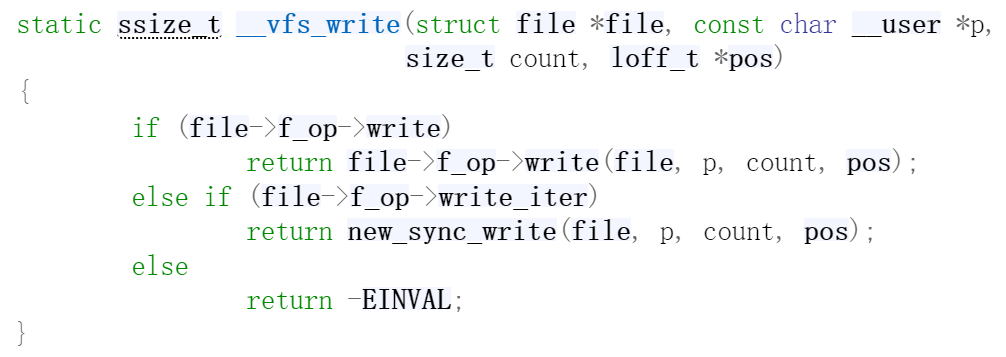 static ssize_t __vfs_write(struct file *file, const char __user *p,
size_t count, loff_t *pos)
{
if (file->f_op->write)
return file->f_op->write(file, p, count, pos);
else if (file->f_op->write_iter)
return new_sync_write(file, p, count, pos);
else
return -EINVAL;
}